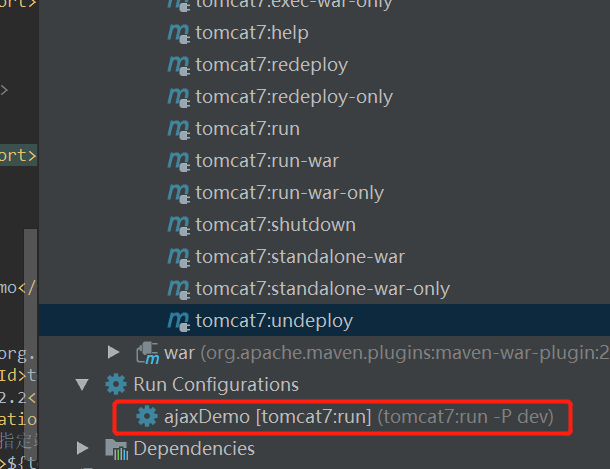 ort>
tomcat7:exec-war-only
tomcat7:help
tomcat7:redeploy
>
tomcat7:redeploy-only
tomcat7:run
ort>
tomcat7:run-war
tomcat7:run-war-only
tomcat7:shutdown
tomcat7:standalone-war
mo</
tomcat7:standalone-war-only
tomcat7:undeploy
org.
war (org.apache.maven.plugins:maven-war-plugin:2
Id>t
2.2<
Run Configurations
ation
ajaxDemo [tomcat7:run] (tomcat7:run -P dev)
指定
Dependencies
>${t